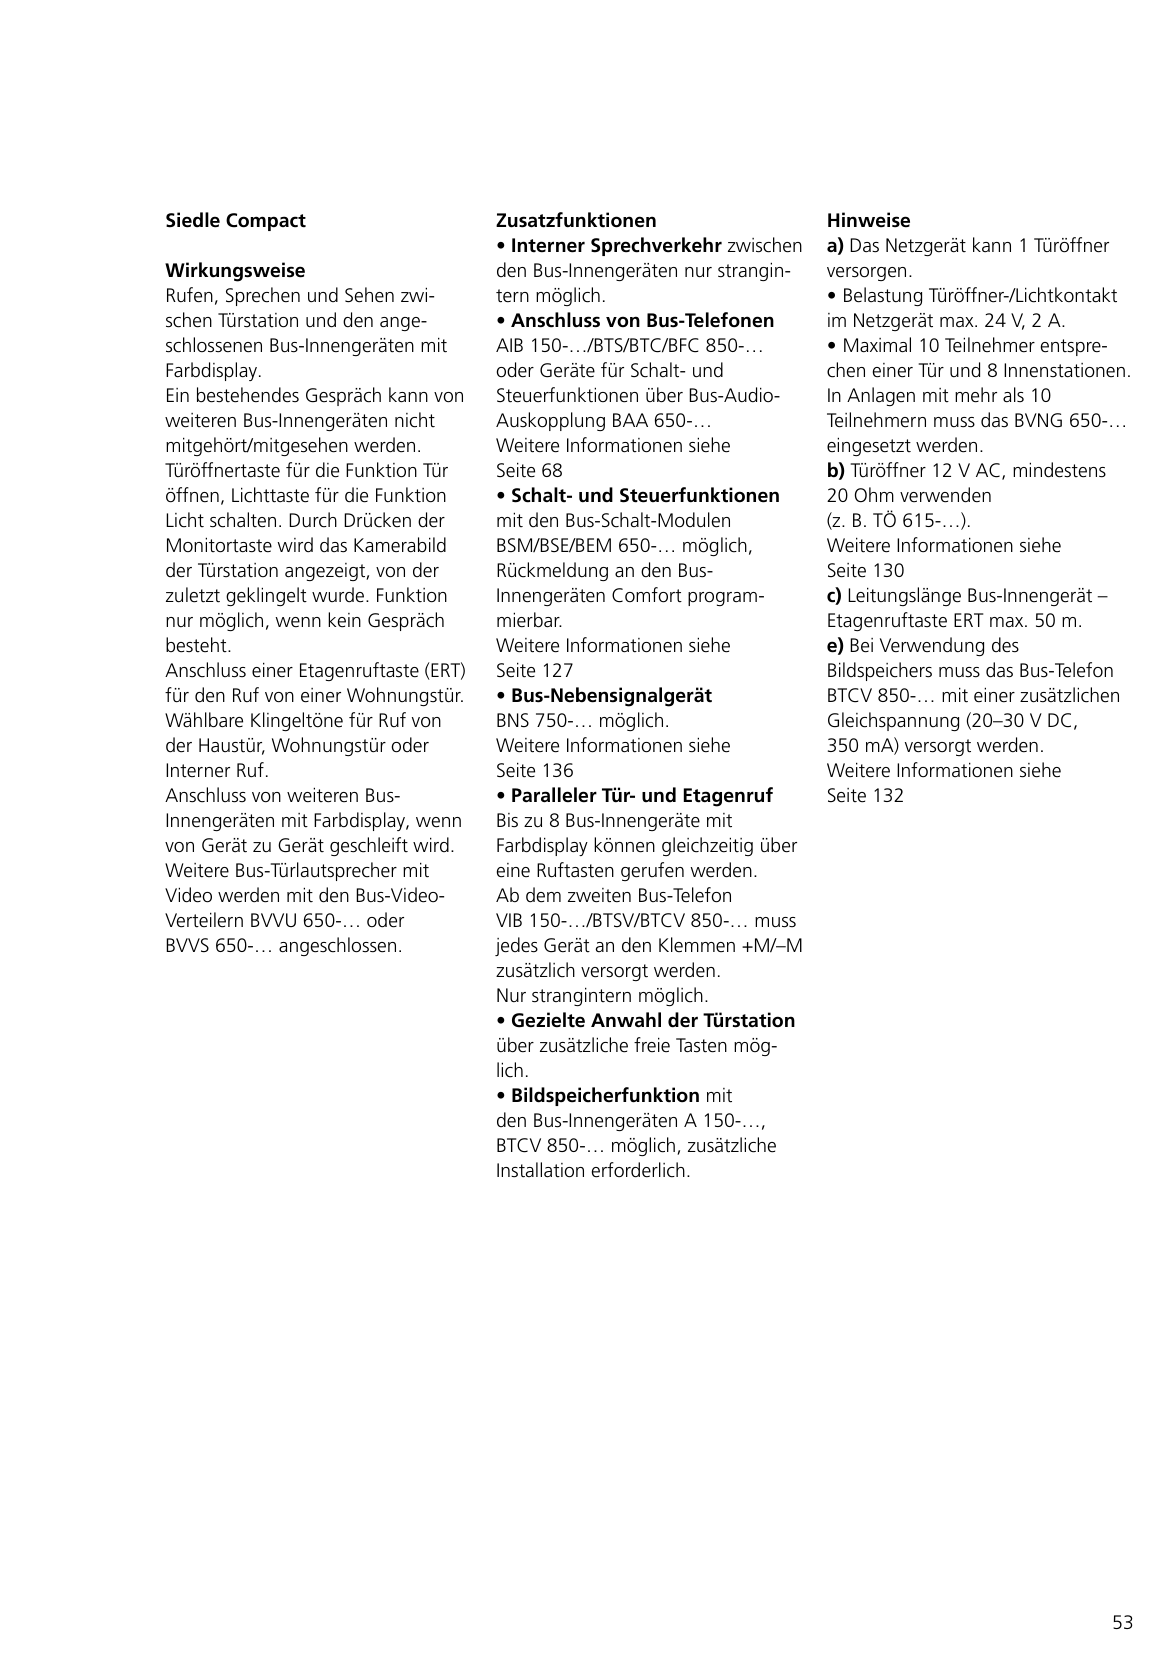 Siedle Compact
Wirkungsweise
Rufen, Sprechen und Sehen zwi-
schen Türstation und den ange-
schlossenen Bus-Innengeräten mit
Farbdisplay.
Ein bestehendes Gespräch kann von
weiteren Bus-Innengeräten nicht
mitgehört/mitgesehen werden.
Türöffnertaste für die Funktion Tür
öffnen, Lichttaste für die Funktion
Licht schalten. Durch Drücken der
Monitortaste wird das Kamerabild
der Türstation angezeigt, von der
zuletzt geklingelt wurde. Funktion
nur möglich, wenn kein Gespräch
besteht.
Anschluss einer Etagenruftaste (ERT)
für den Ruf von einer Wohnungstür.
Wählbare Klingeltöne für Ruf von
der Haustür, Wohnungstür oder
Interner Ruf.
Anschluss von weiteren Bus-
Innengeräten mit Farbdisplay, wenn
von Gerät zu Gerät geschleift wird.
Weitere Bus-Türlautsprecher mit
Video werden mit den Bus-Video-
Verteilern BVVU 650-… oder
BVVS 650-… angeschlossen.
Zusatzfunktionen
• Interner Sprechverkehr zwischen
den Bus-Innengeräten nur strangin-
tern möglich.
• Anschluss von Bus-Telefonen
AIB 150-…/BTS/BTC/BFC 850-…
oder Geräte für Schalt- und
Steuerfunktionen über Bus-Audio-
Auskopplung BAA 650-…
Weitere Informationen siehe
Seite 68
• Schalt- und Steuerfunktionen
mit den Bus-Schalt-Modulen
BSM/BSE/BEM 650-… möglich,
Rückmeldung an den Bus-
Innengeräten Comfort program-
mierbar.
Weitere Informationen siehe
Seite 127
• Bus-Nebensignalgerät
BNS 750-… möglich.
Weitere Informationen siehe
Seite 136
• Paralleler Tür- und Etagenruf
Bis zu 8 Bus-Innengeräte mit
Farbdisplay können gleichzeitig über
eine Ruftasten gerufen werden.
Ab dem zweiten Bus-Telefon
VIB 150-…/BTSV/BTCV 850-… muss
jedes Gerät an den Klemmen +M/–M
zusätzlich versorgt werden.
Nur strangintern möglich.
• Gezielte Anwahl der Türstation
über zusätzliche freie Tasten mög-
lich.
• Bildspeicherfunktion mit
den Bus-Innengeräten A 150-…,
BTCV 850-… möglich, zusätzliche
Installation erforderlich.
Hinweise
a) Das Netzgerät kann 1 Türöffner
versorgen.
• Belastung Türöffner-/Lichtkontakt
im Netzgerät max. 24 V, 2 A.
• Maximal 10 Teilnehmer entspre-
chen einer Tür und 8 Innenstationen.
In Anlagen mit mehr als 10
Teilnehmern muss das BVNG 650-…
eingesetzt werden.
b) Türöffner 12 V AC, mindestens
20 Ohm verwenden
(z. B. TÖ 615-…).
Weitere Informationen siehe
Seite 130
c) Leitungslänge Bus-Innengerät –
Etagenruftaste ERT max. 50 m.
e) Bei Verwendung des
Bildspeichers muss das Bus-Telefon
BTCV 850-… mit einer zusätzlichen
Gleichspannung (20–30 V DC,
350 mA) versorgt werden.
Weitere Informationen siehe
Seite 132
53